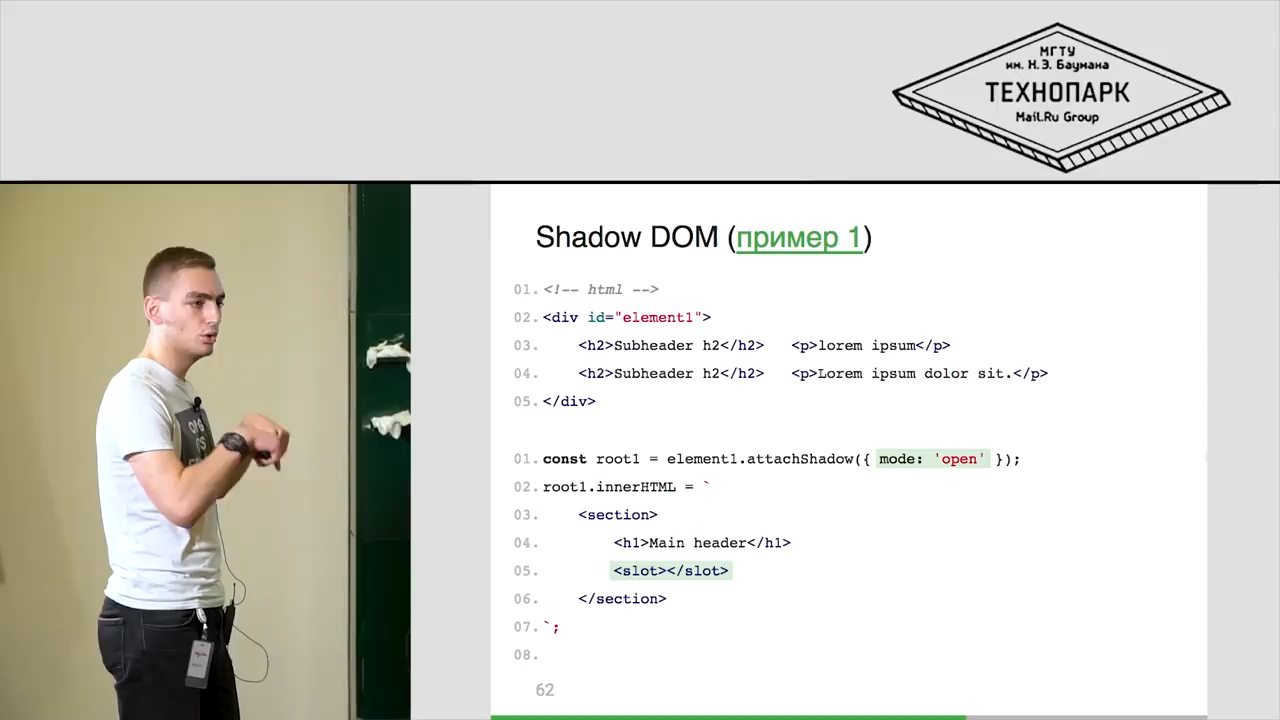 МГТУ
им. Н.Э. Баумана
ТЕХНОПАРК
Mail.Ru Group
Shadow DOM (пример 1)
01. <!-- html -->
02. <div id="element1">
03. <h2>Subheader h2</h2> <p>lorem ipsum</p>
04. <h2>Subheader h2</h2> <p>Lorem ipsum dolor sit.</p>
05. </div>
01. const root1 = element1.attachShadow({ mode: 'open' });
02. root1.innerHTML = `
03. <section>
04. <h1>Main header</h1>
05. <slot></slot>
06. </section>
07. `;
08.
62